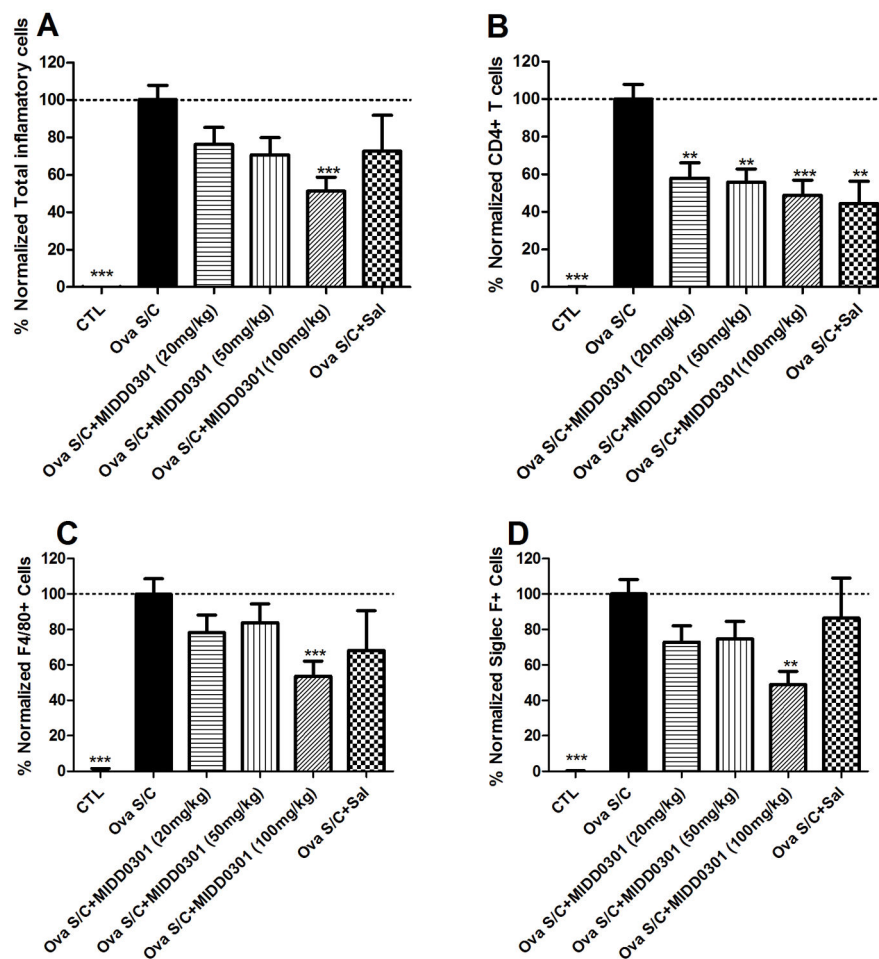 A
% Normalized Total inflamatory cells
120
100
80
60
40
20
0
***
***
CTL
Ova S/C
Ova S/C+MIDD0301 (20mg/kg)
Ova S/C+MIDD0301 (50mg/kg)
Ova S/C+MIDD0301 (100mg/kg)
Ova S/C+Sal
B
% Normalized CD4+ T cells
120
100
80
60
40
20
0
***
**
**
***
**
CTL
Ova S/C
Ova S/C+MIDD0301 (20mg/kg)
Ova S/C+MIDD0301 (50mg/kg)
Ova S/C+MIDD0301(100mg/kg)
Ova S/C+Sal
C
% Normalized F4/80+ Cells
120
100
80
60
40
20
0
***
***
CTL
Ova S/C
Ova S/C+MIDD0301 (20mg/kg)
Ova S/C+MIDD0301 (50mg/kg)
Ova S/C+MIDD0301 (100mg/kg)
Ova S/C+Sal
D
% Normalized Siglec F+ Cells
120
100
80
60
40
20
0
***
**
CTL
Ova S/C
Ova S/C+MIDD0301 (20mg/kg)
Ova S/C+MIDD0301 (50mg/kg)
Ova S/C+MIDD0301 (100mg/kg)
Ova S/C+Sal